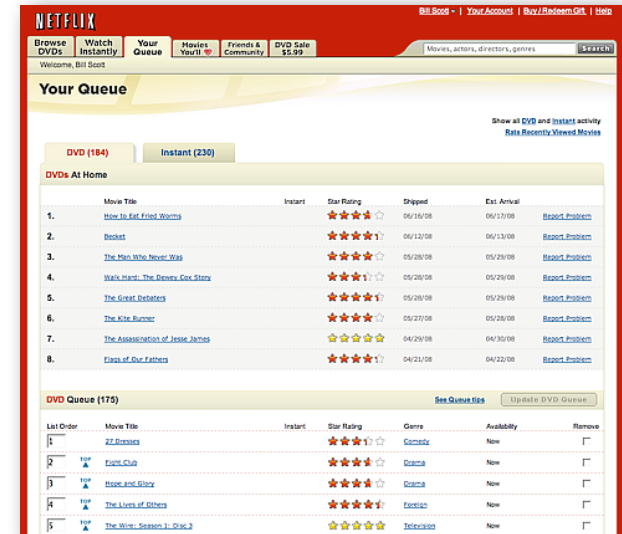 NETFLIX
Bill Scott - | Your Account | Buy / Redeem Gift | Help
Browse DVDs Watch Instantly Your Queue Movies You'll ♥ Friends & Community DVD Sale $5.99
Movies, actors, directors, genres Search
Welcome, Bill Scott
Your Queue
Show all DVD and Instant activity
Rate Recently Viewed Movies
DVD (184) Instant (230)
DVDs At Home
Movie Title Instant Star Rating Shipped Est. Arrival
1. How to Eat Fried Worms 06/16/08 06/17/08 Report Problem
2. Becket 06/12/08 06/13/08 Report Problem
3. The Man Who Never Was 05/28/08 05/29/08 Report Problem
4. Walk Hard: The Dewey Cox Story 05/28/08 05/29/08 Report Problem
5. The Great Debaters 05/28/08 05/29/08 Report Problem
6. The Kite Runner 05/27/08 05/28/08 Report Problem
7. The Assassination of Jesse James 04/29/08 04/30/08 Report Problem
8. Flags of Our Fathers 04/21/08 04/22/08 Report Problem
DVD Queue (175) See Queue tips Update DVD Queue
List Order Movie Title Instant Star Rating Genre Availability Remove
1 27 Dresses Comedy Now
2 TOP Fight Club Drama Now
3 TOP Hope and Glory Drama Now
4 TOP The Lives of Others Foreign Now
5 TOP The Wire: Season 1: Disc 3 Television Now